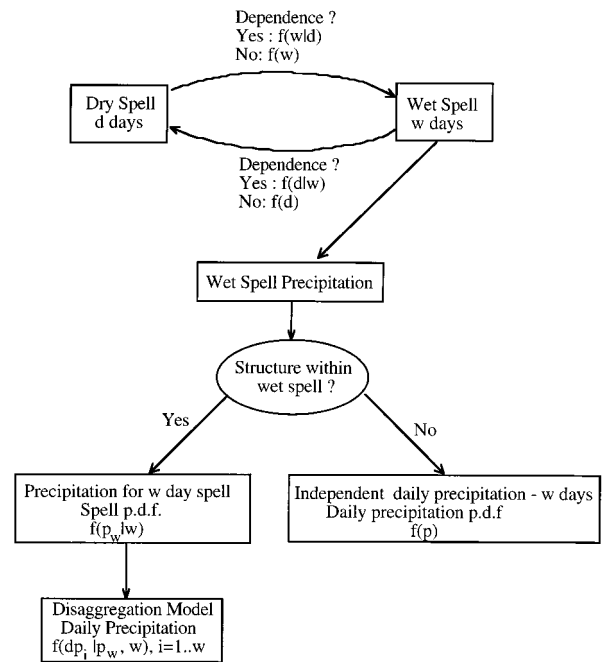 Dependence ?
Yes : f(w|d)
No: f(w)
Dry Spell
d days
Wet Spell
w days
Dependence ?
Yes : f(d|w)
No: f(d)
Wet Spell Precipitation
Structure within
wet spell ?
Yes
No
Precipitation for w day spell
Spell p.d.f.
f(p_w|w)
Independent daily precipitation - w days
Daily precipitation p.d.f
f(p)
Disaggregation Model
Daily Precipitation
f(dp_i |p_w, w), i=1..w